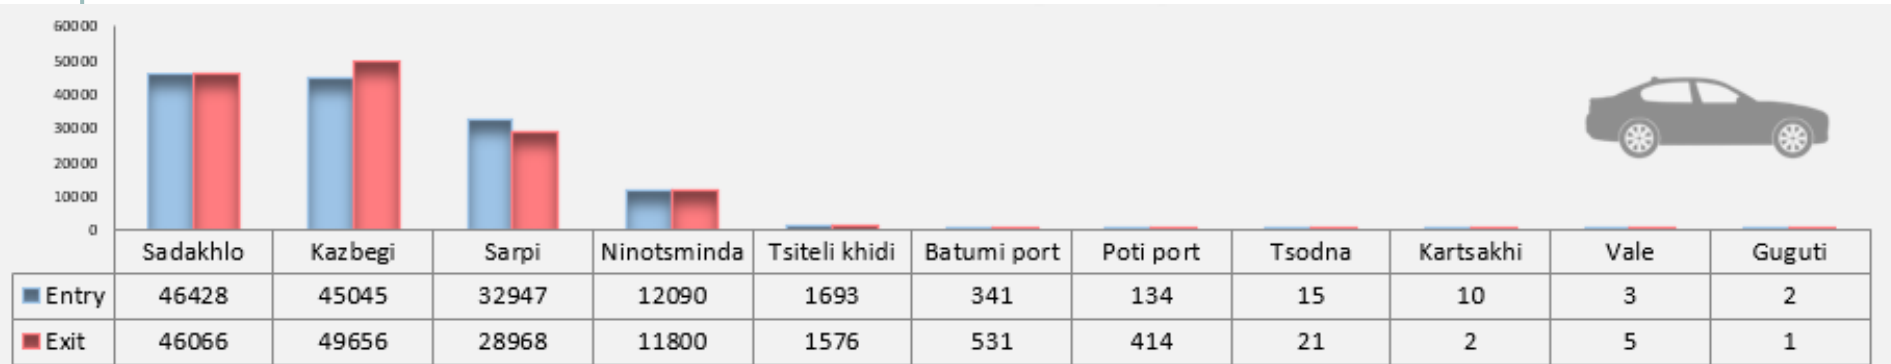 60000
50000
40000
30000
20000
10000
0
Sadakhlo Kazbegi Sarpi Ninotsminda Tsiteli khidi Batumi port Poti port Tsodna Kartsakhi Vale Guguti
Entry 46428 45045 32947 12090 1693 341 134 15 10 3 2
Exit 46066 49656 28968 11800 1576 531 414 21 2 5 1